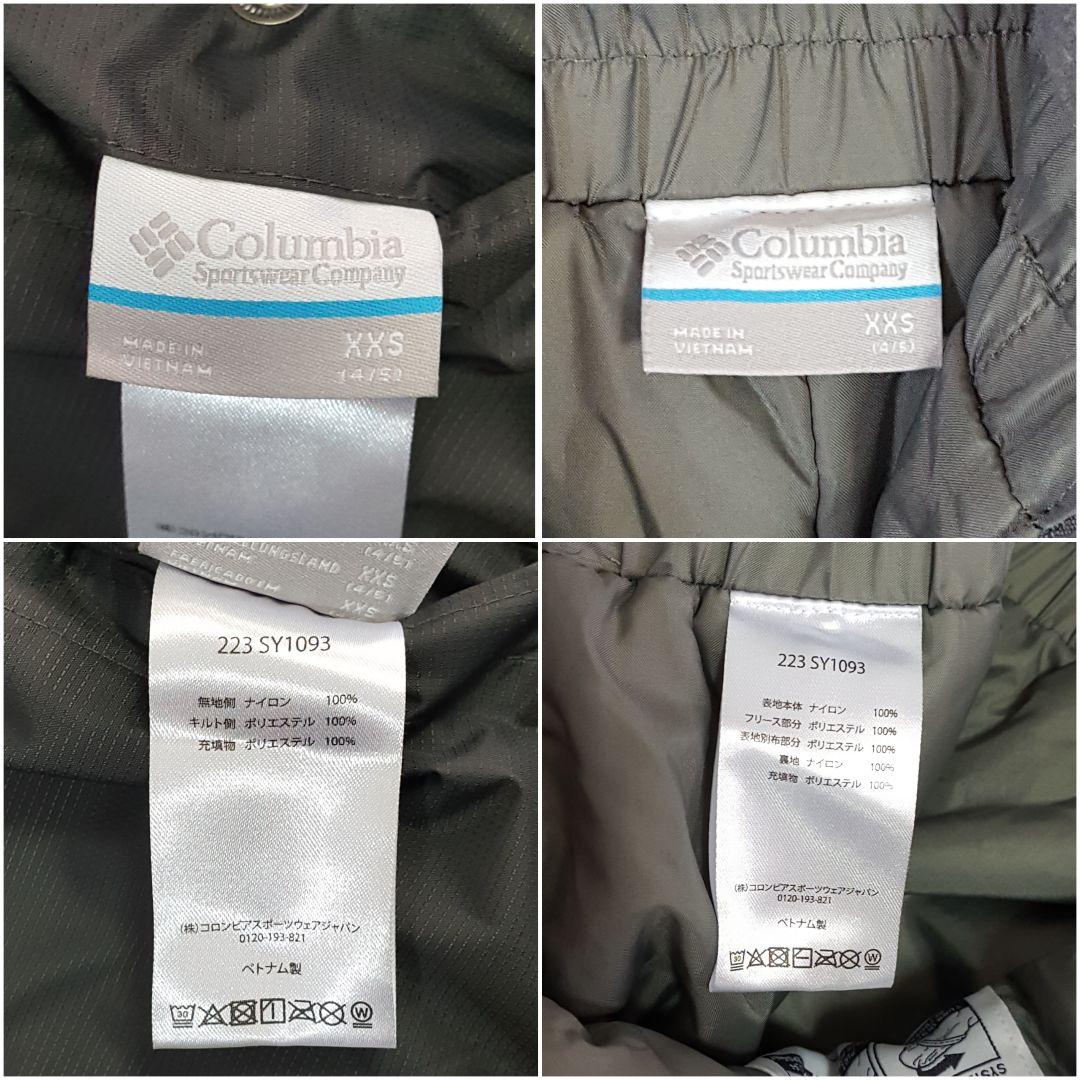 Columbia
Sportswear Company
MADE IN
VIETNAM
XXS
(4/5)
Columbia
Sportswear Company
MADE IN
VIETNAM
XXS
(4/5)
VIETNAM
FABRICADO EM
XXS
XXS
223 SY1093
無地側 ナイロン 100%
キルト側 ポリエステル 100%
充填物 ポリエステル 100%
(株)コロンビアスポーツウェアジャパン
0120-193-821
ベトナム製
30
W
223 SY1093
表地本体 ナイロン 100%
フリース部分 ポリエステル 100%
表地別布部分 ポリエステル 100%
裏地 ナイロン 100%
充填物 ポリエステル 100%
(株)コロンビアスポーツウェアジャパン
0120-193-821
ベトナム製
30
W